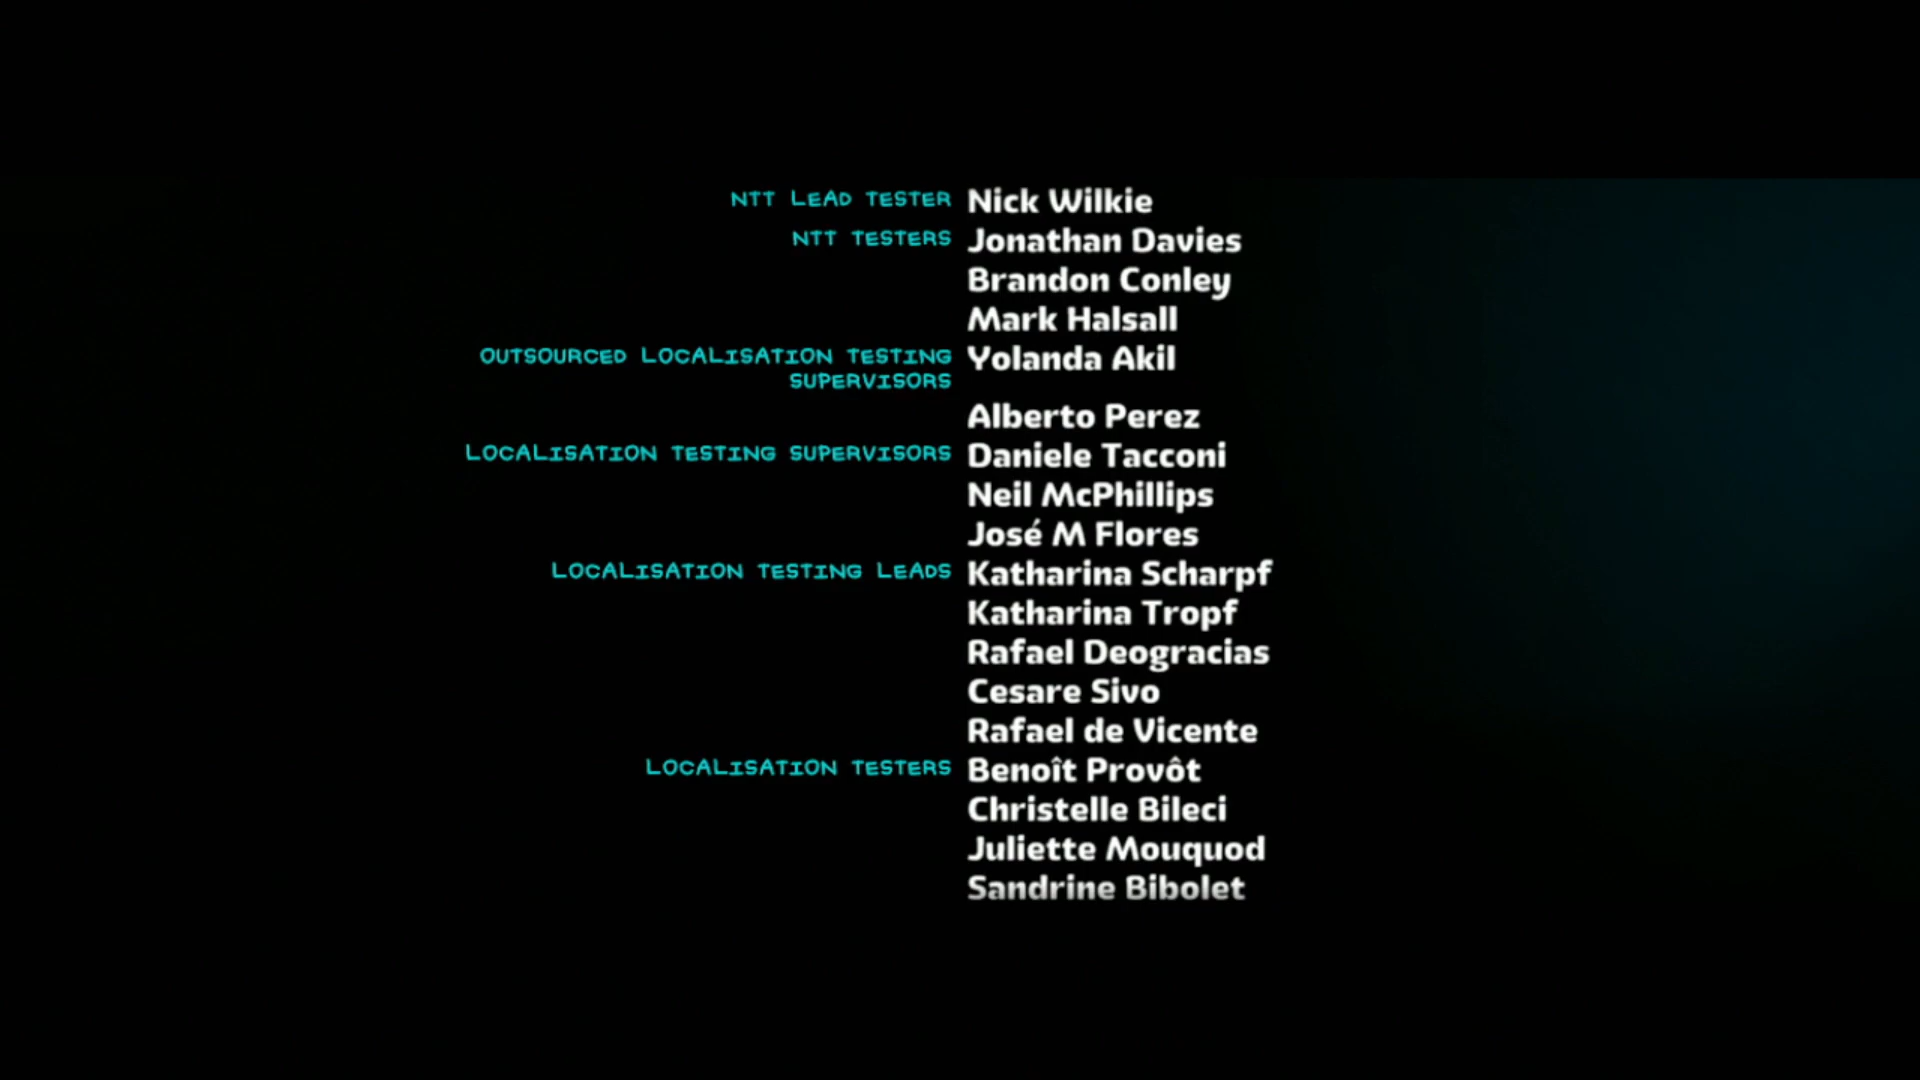 NTT LEAD TESTER Nick Wilkie
NTT TESTERS Jonathan Davies
Brandon Conley
Mark Halsall
OUTSOURCED LOCALISATION TESTING Yolanda Akil
SUPERVISORS
Alberto Perez
LOCALISATION TESTING SUPERVISORS Daniele Tacconi
Neil McPhillips
José M Flores
LOCALISATION TESTING LEADS Katharina Scharpf
Katharina Tropf
Rafael Deogracias
Cesare Sivo
Rafael de Vicente
LOCALISATION TESTERS Benoît Provôt
Christelle Bileci
Juliette Mouquod
Sandrine Bibolet